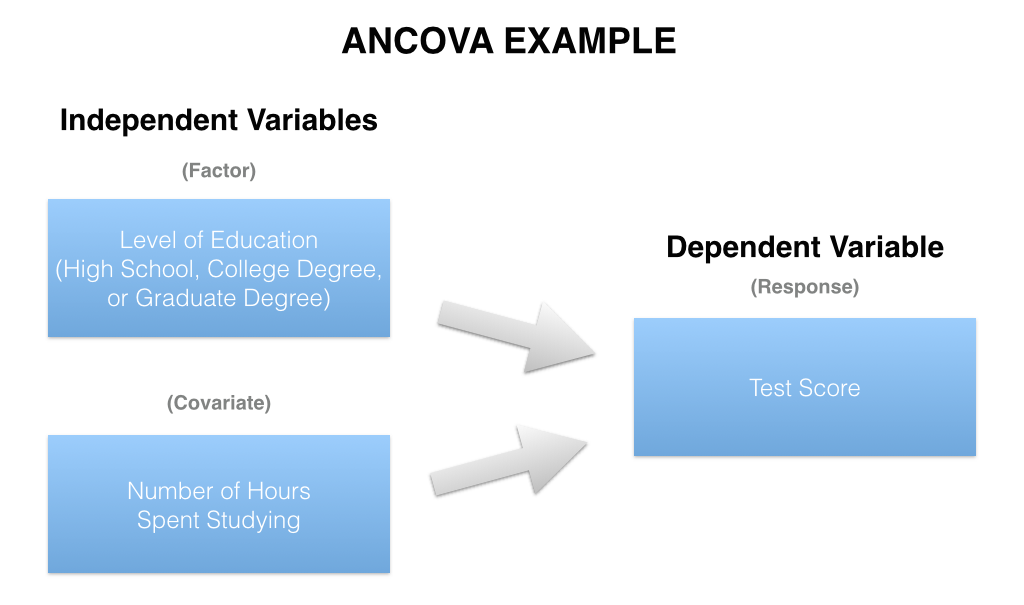 ANCOVA EXAMPLE
Independent Variables
(Factor)
Level of Education
(High School, College Degree,
or Graduate Degree)
(Covariate)
Number of Hours
Spent Studying
Dependent Variable
(Response)
Test Score